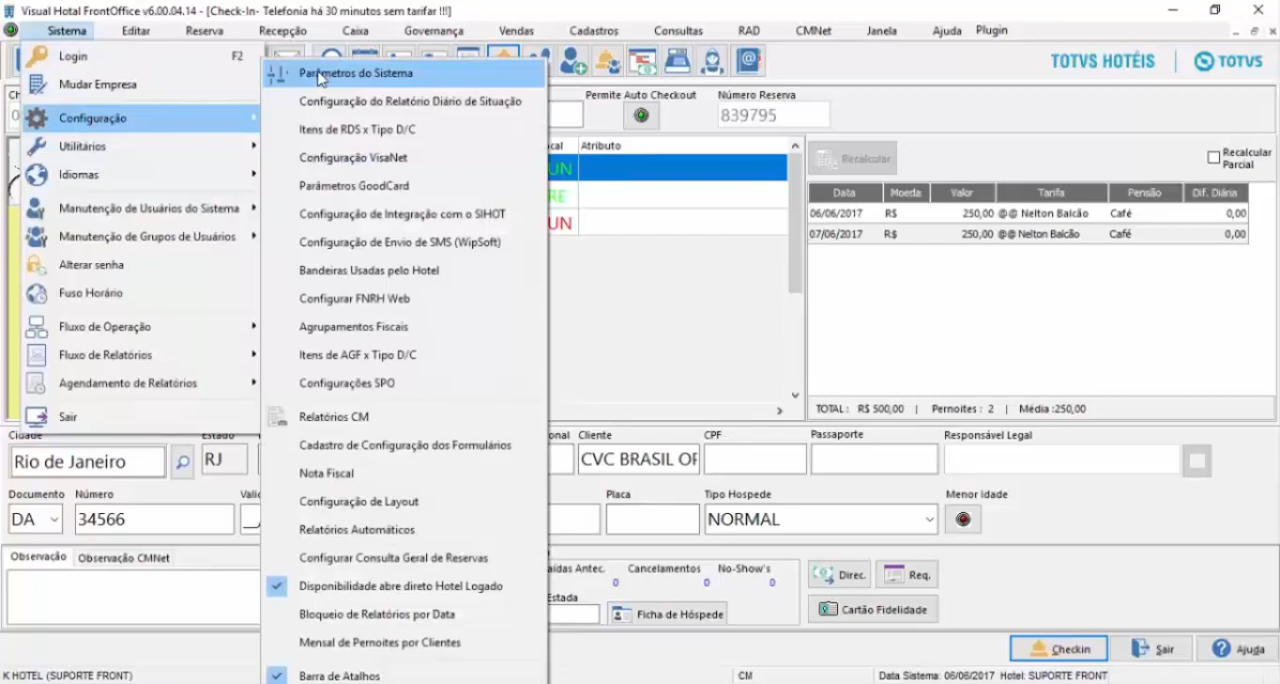 Visual Hotal FrontOffice v6.00.04.14 - [Check-In- Telefonia há 30 minutos sem tarifar !!!]
Sistema Editar Reserva Recepção Caixa Governança Vendas Cadastros Consultas RAD CMNet Janela Ajuda Plugin
TOTVS HOTÉIS | TOTVS
Login F2
Mudar Empresa
Configuração
Utilitários
Idiomas
Manutenção de Usuários do Sistema
Manutenção de Grupos de Usuários
Alterar senha
Fuso Horário
Fluxo de Operação
Fluxo de Relatórios
Agendamento de Relatórios
Sair
Parâmetros do Sistema
Configuração do Relatório Diário de Situação
Itens de RDS x Tipo D/C
Configuração VisaNet
Parâmetros GoodCard
Configuração de Integração com o SIHOT
Configuração de Envio de SMS (WipSoft)
Bandeiras Usadas pelo Hotel
Configurar FNRH Web
Agrupamentos Fiscais
Itens de AGF x Tipo D/C
Configurações SPO
Relatórios CM
Cadastro de Configuração dos Formulários
Nota Fiscal
Configuração de Layout
Relatórios Automáticos
Configurar Consulta Geral de Reservas
Disponibilidade abre direto Hotel Logado
Bloqueio de Relatórios por Data
Mensal de Pernoites por Clientes
Barra de Atalhos
Permite Auto Checkout Número Reserva
839795
Atributo
UN
RE
UN
Recalcular Recalcular Parcial
Data Moeda Valor Tarifa Pensão Dif. Diária
06/06/2017 R$ 250,00 @@ Nelton Balcão Café 0,00
07/06/2017 R$ 250,00 @@ Nelton Balcão Café 0,00
TOTAL : R$ 500,00 | Pernoites : 2 | Média :250,00
Cidade Estado Cliente CPF Passaporte Responsável Legal
Rio de Janeiro RJ CVC BRASIL OP
Documento Número Placa Tipo Hospede Menor Idade
DA 34566 NORMAL
Observação Observação CMNet
Cancelamentos No-Show's
0 0 0
Direc. Req.
Ficha de Hóspede Cartão Fidelidade
Checkin Sair Ajuda
K HOTEL (SUPORTE FRONT) CM Data Sistema: 06/06/2017 Hotel: SUPORTE FRONT